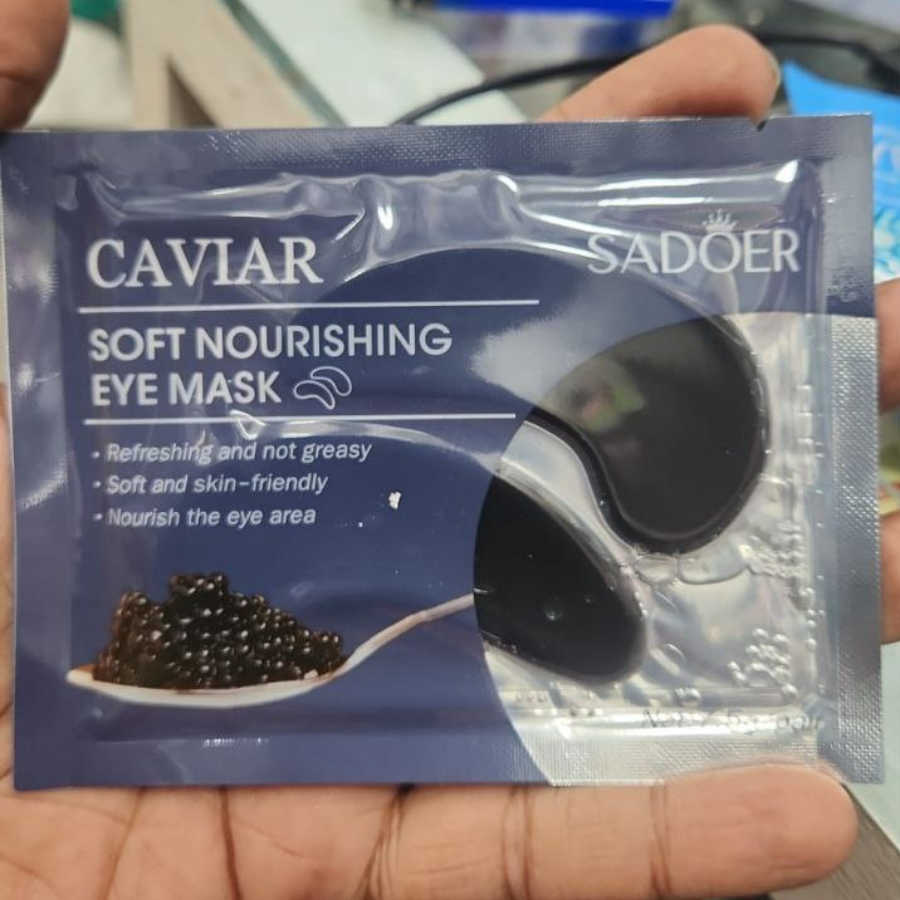 CAVIAR
SADOER
SOFT NOURISHING
EYE MASK
• Refreshing and not greasy
• Soft and skin-friendly
• Nourish the eye area